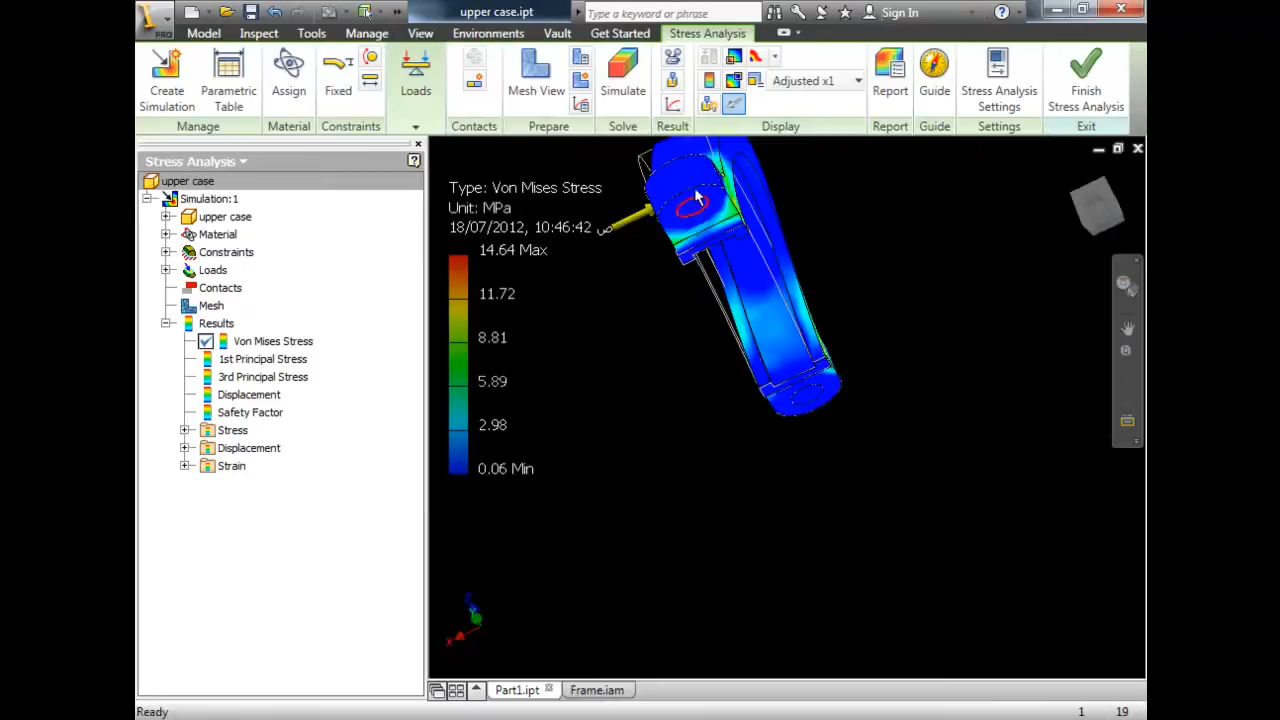 upper case.ipt
Type a keyword or phrase
Sign In
PRO
Model Inspect Tools Manage View Environments Vault Get Started Stress Analysis
Create Simulation
Parametric Table
Assign
Fixed
Loads
Mesh View
Simulate
Adjusted x1
Report
Guide
Stress Analysis Settings
Finish Stress Analysis
Manage Material Constraints Contacts Prepare Solve Result Display Report Guide Settings Exit
Stress Analysis
upper case
Simulation:1
upper case
Material
Constraints
Loads
Contacts
Mesh
Results
Von Mises Stress
1st Principal Stress
3rd Principal Stress
Displacement
Safety Factor
Stress
Displacement
Strain
Type: Von Mises Stress
Unit: MPa
18/07/2012, 10:46:42 ص
14.64 Max
11.72
8.81
5.89
2.98
0.06 Min
x
Part1.ipt Frame.iam
Ready 1 19